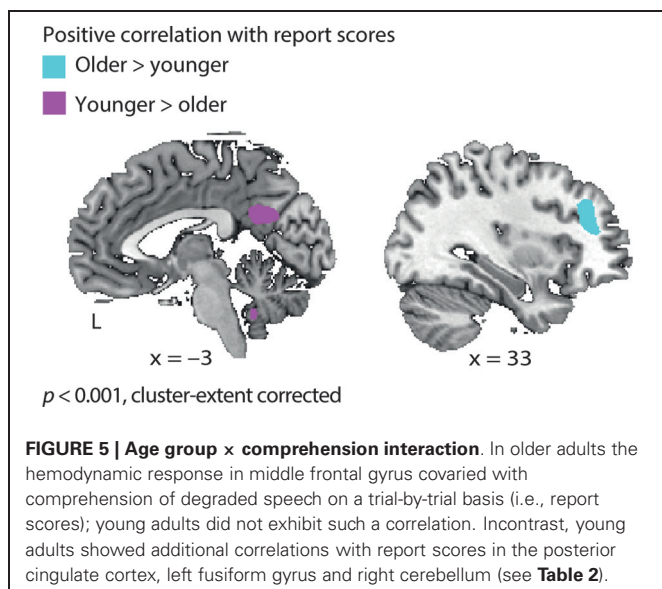 Positive correlation with report scores
Older > younger
Younger > older
L
x = −3
x = 33
p < 0.001, cluster-extent corrected
FIGURE 5 | Age group × comprehension interaction. In older adults the
hemodynamic response in middle frontal gyrus covaried with
comprehension of degraded speech on a trial-by-trial basis (i.e., report
scores); young adults did not exhibit such a correlation. Incontrast, young
adults showed additional correlations with report scores in the posterior
cingulate cortex, left fusiform gyrus and right cerebellum (see Table 2).